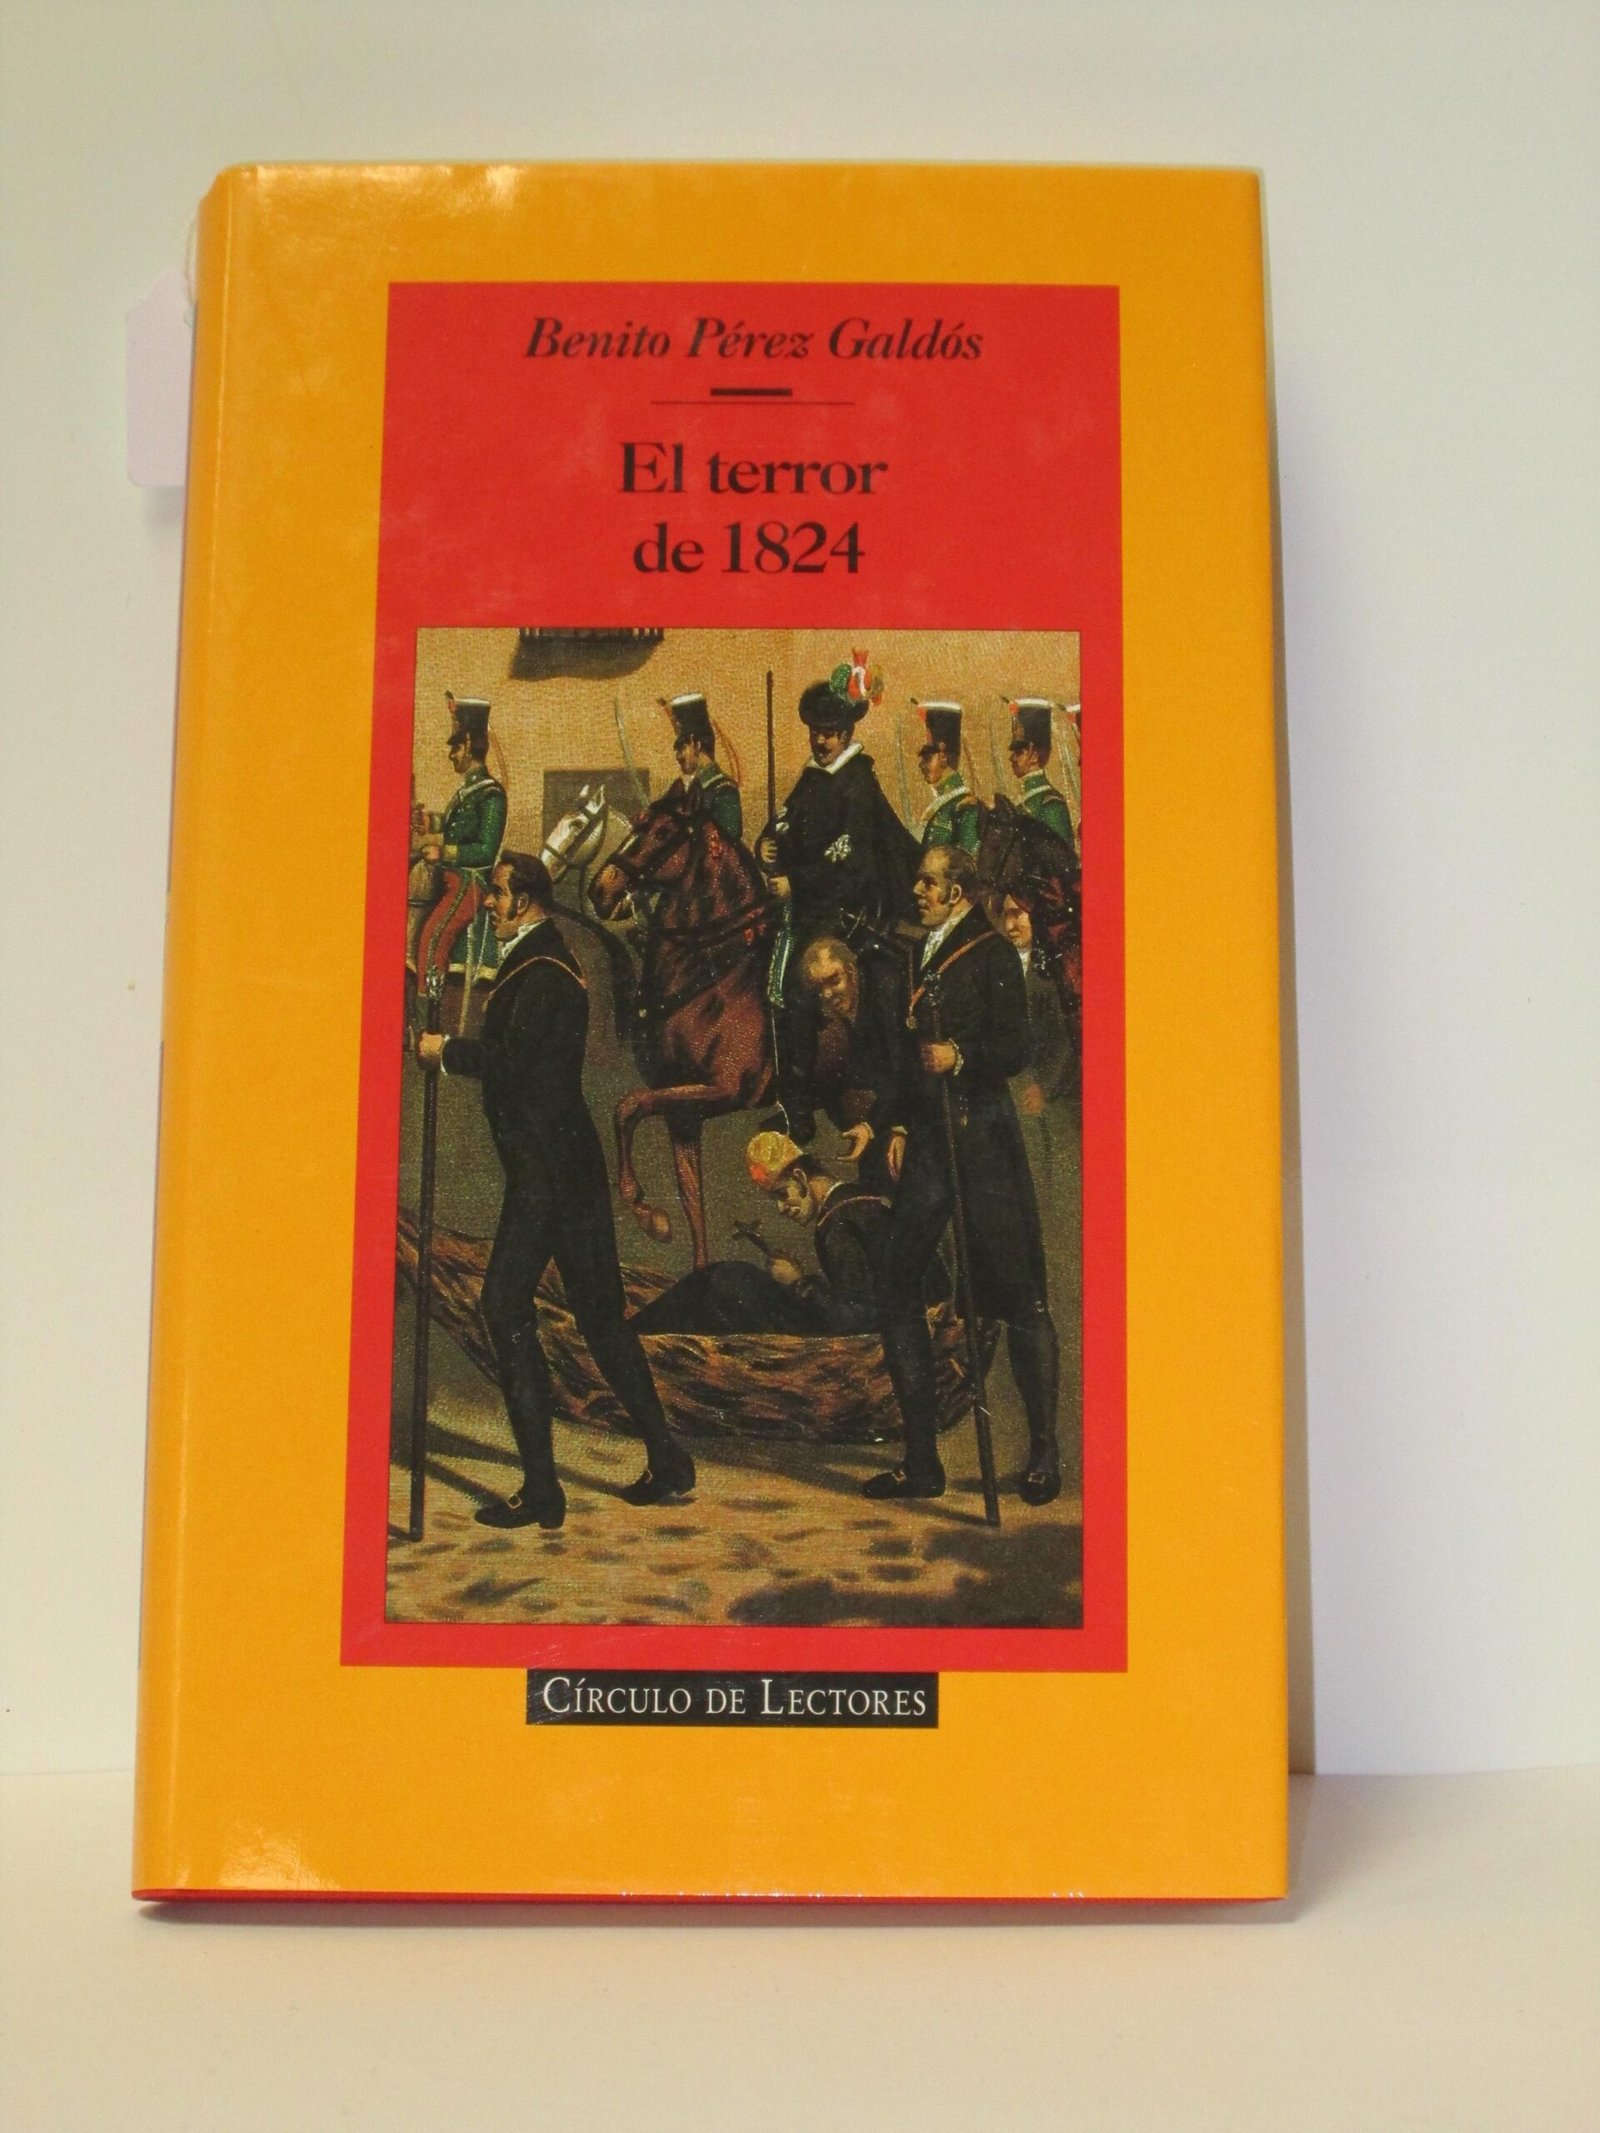 Benito Pérez Galdós
El terror
de 1824
CÍRCULO DE LECTORES